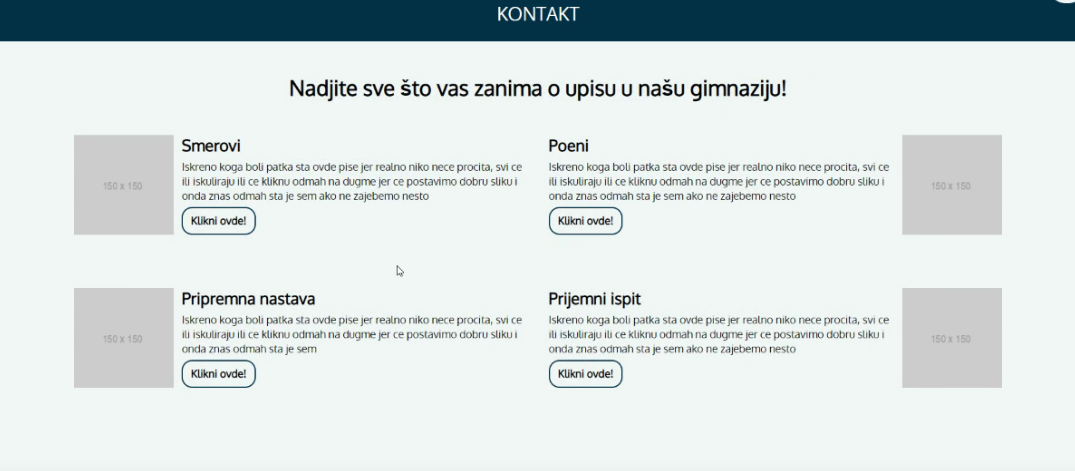 KONTAKT
Nadjite sve što vas zanima o upisu u našu gimnaziju!
150 x 150
Smerovi
Iskreno koga boli patka sta ovde pise jer realno niko nece procita, svi ce
ili iskuliraju ili ce kliknu odmah na dugme jer ce postavimo dobru sliku i
onda znas odmah sta je sem ako ne zajebemo nesto
Klikni ovde!
Poeni
Iskreno koga boli patka sta ovde pise jer realno niko nece procita, svi ce
ili iskuliraju ili ce kliknu odmah na dugme jer ce postavimo dobru sliku i
onda znas odmah sta je sem ako ne zajebemo nesto
Klikni ovde!
150 x 150
150 x 150
Pripremna nastava
Iskreno koga boli patka sta ovde pise jer realno niko nece procita, svi ce
ili iskuliraju ili ce kliknu odmah na dugme jer ce postavimo dobru sliku i
onda znas odmah sta je sem
Klikni ovde!
Prijemni ispit
Iskreno koga boli patka sta ovde pise jer realno niko nece procita, svi ce
ili iskuliraju ili ce kliknu odmah na dugme jer ce postavimo dobru sliku i
onda znas odmah sta je sem ako ne zajebemo nesto
Klikni ovde!
150 x 150